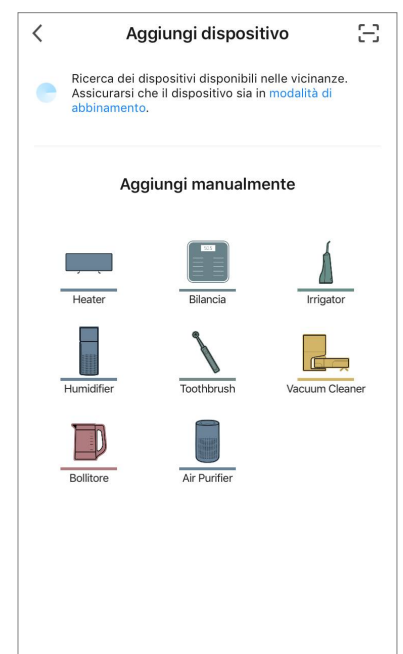 Aggiungi dispositivo
Ricerca dei dispositivi disponibili nelle vicinanze.
Assicurarsi che il dispositivo sia in modalità di
abbinamento.
Aggiungi manualmente
Heater
Bilancia
Irrigator
Humidifier
Toothbrush
Vacuum Cleaner
Bollitore
Air Purifier